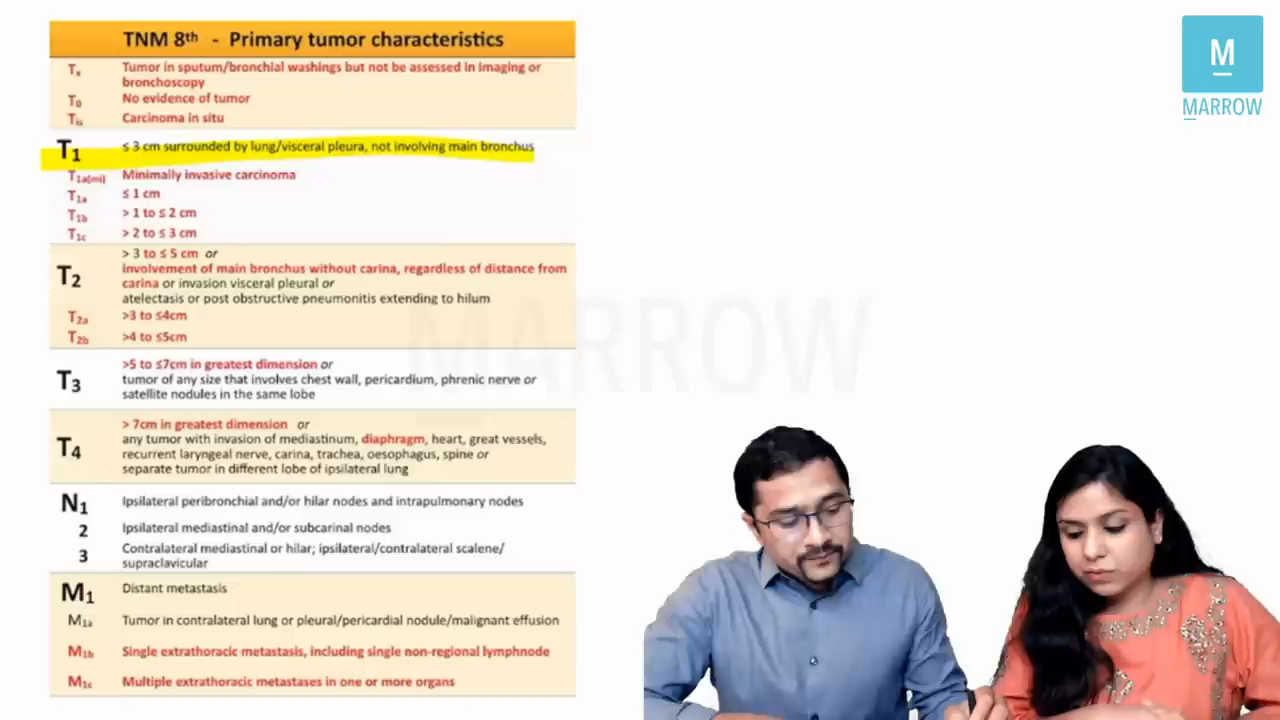 TNM 8th - Primary tumor characteristics
Tx Tumor in sputum/bronchial washings but not be assessed in imaging or
bronchoscopy
T0 No evidence of tumor
Tis Carcinoma in situ
T1 ≤ 3 cm surrounded by lung/visceral pleura, not involving main bronchus
T1a(mi) Minimally invasive carcinoma
T1a ≤ 1 cm
T1b > 1 to ≤ 2 cm
T1c > 2 to ≤ 3 cm
T2 > 3 to ≤ 5 cm or
involvement of main bronchus without carina, regardless of distance from
carina or invasion visceral pleural or
atelectasis or post obstructive pneumonitis extending to hilum
T2a >3 to ≤4cm
T2b >4 to ≤5cm
T3 >5 to ≤7cm in greatest dimension or
tumor of any size that involves chest wall, pericardium, phrenic nerve or
satellite nodules in the same lobe
T4 > 7cm in greatest dimension or
any tumor with invasion of mediastinum, diaphragm, heart, great vessels,
recurrent laryngeal nerve, carina, trachea, oesophagus, spine or
separate tumor in different lobe of ipsilateral lung
N1 Ipsilateral peribronchial and/or hilar nodes and intrapulmonary nodes
2 Ipsilateral mediastinal and/or subcarinal nodes
3 Contralateral mediastinal or hilar; ipsilateral/contralateral scalene/
supraclavicular
M1 Distant metastasis
M1a Tumor in contralateral lung or pleural/pericardial nodule/malignant effusion
M1b Single extrathoracic metastasis, including single non-regional lymphnode
M1c Multiple extrathoracic metastases in one or more organs
M
MARROW
MARROW